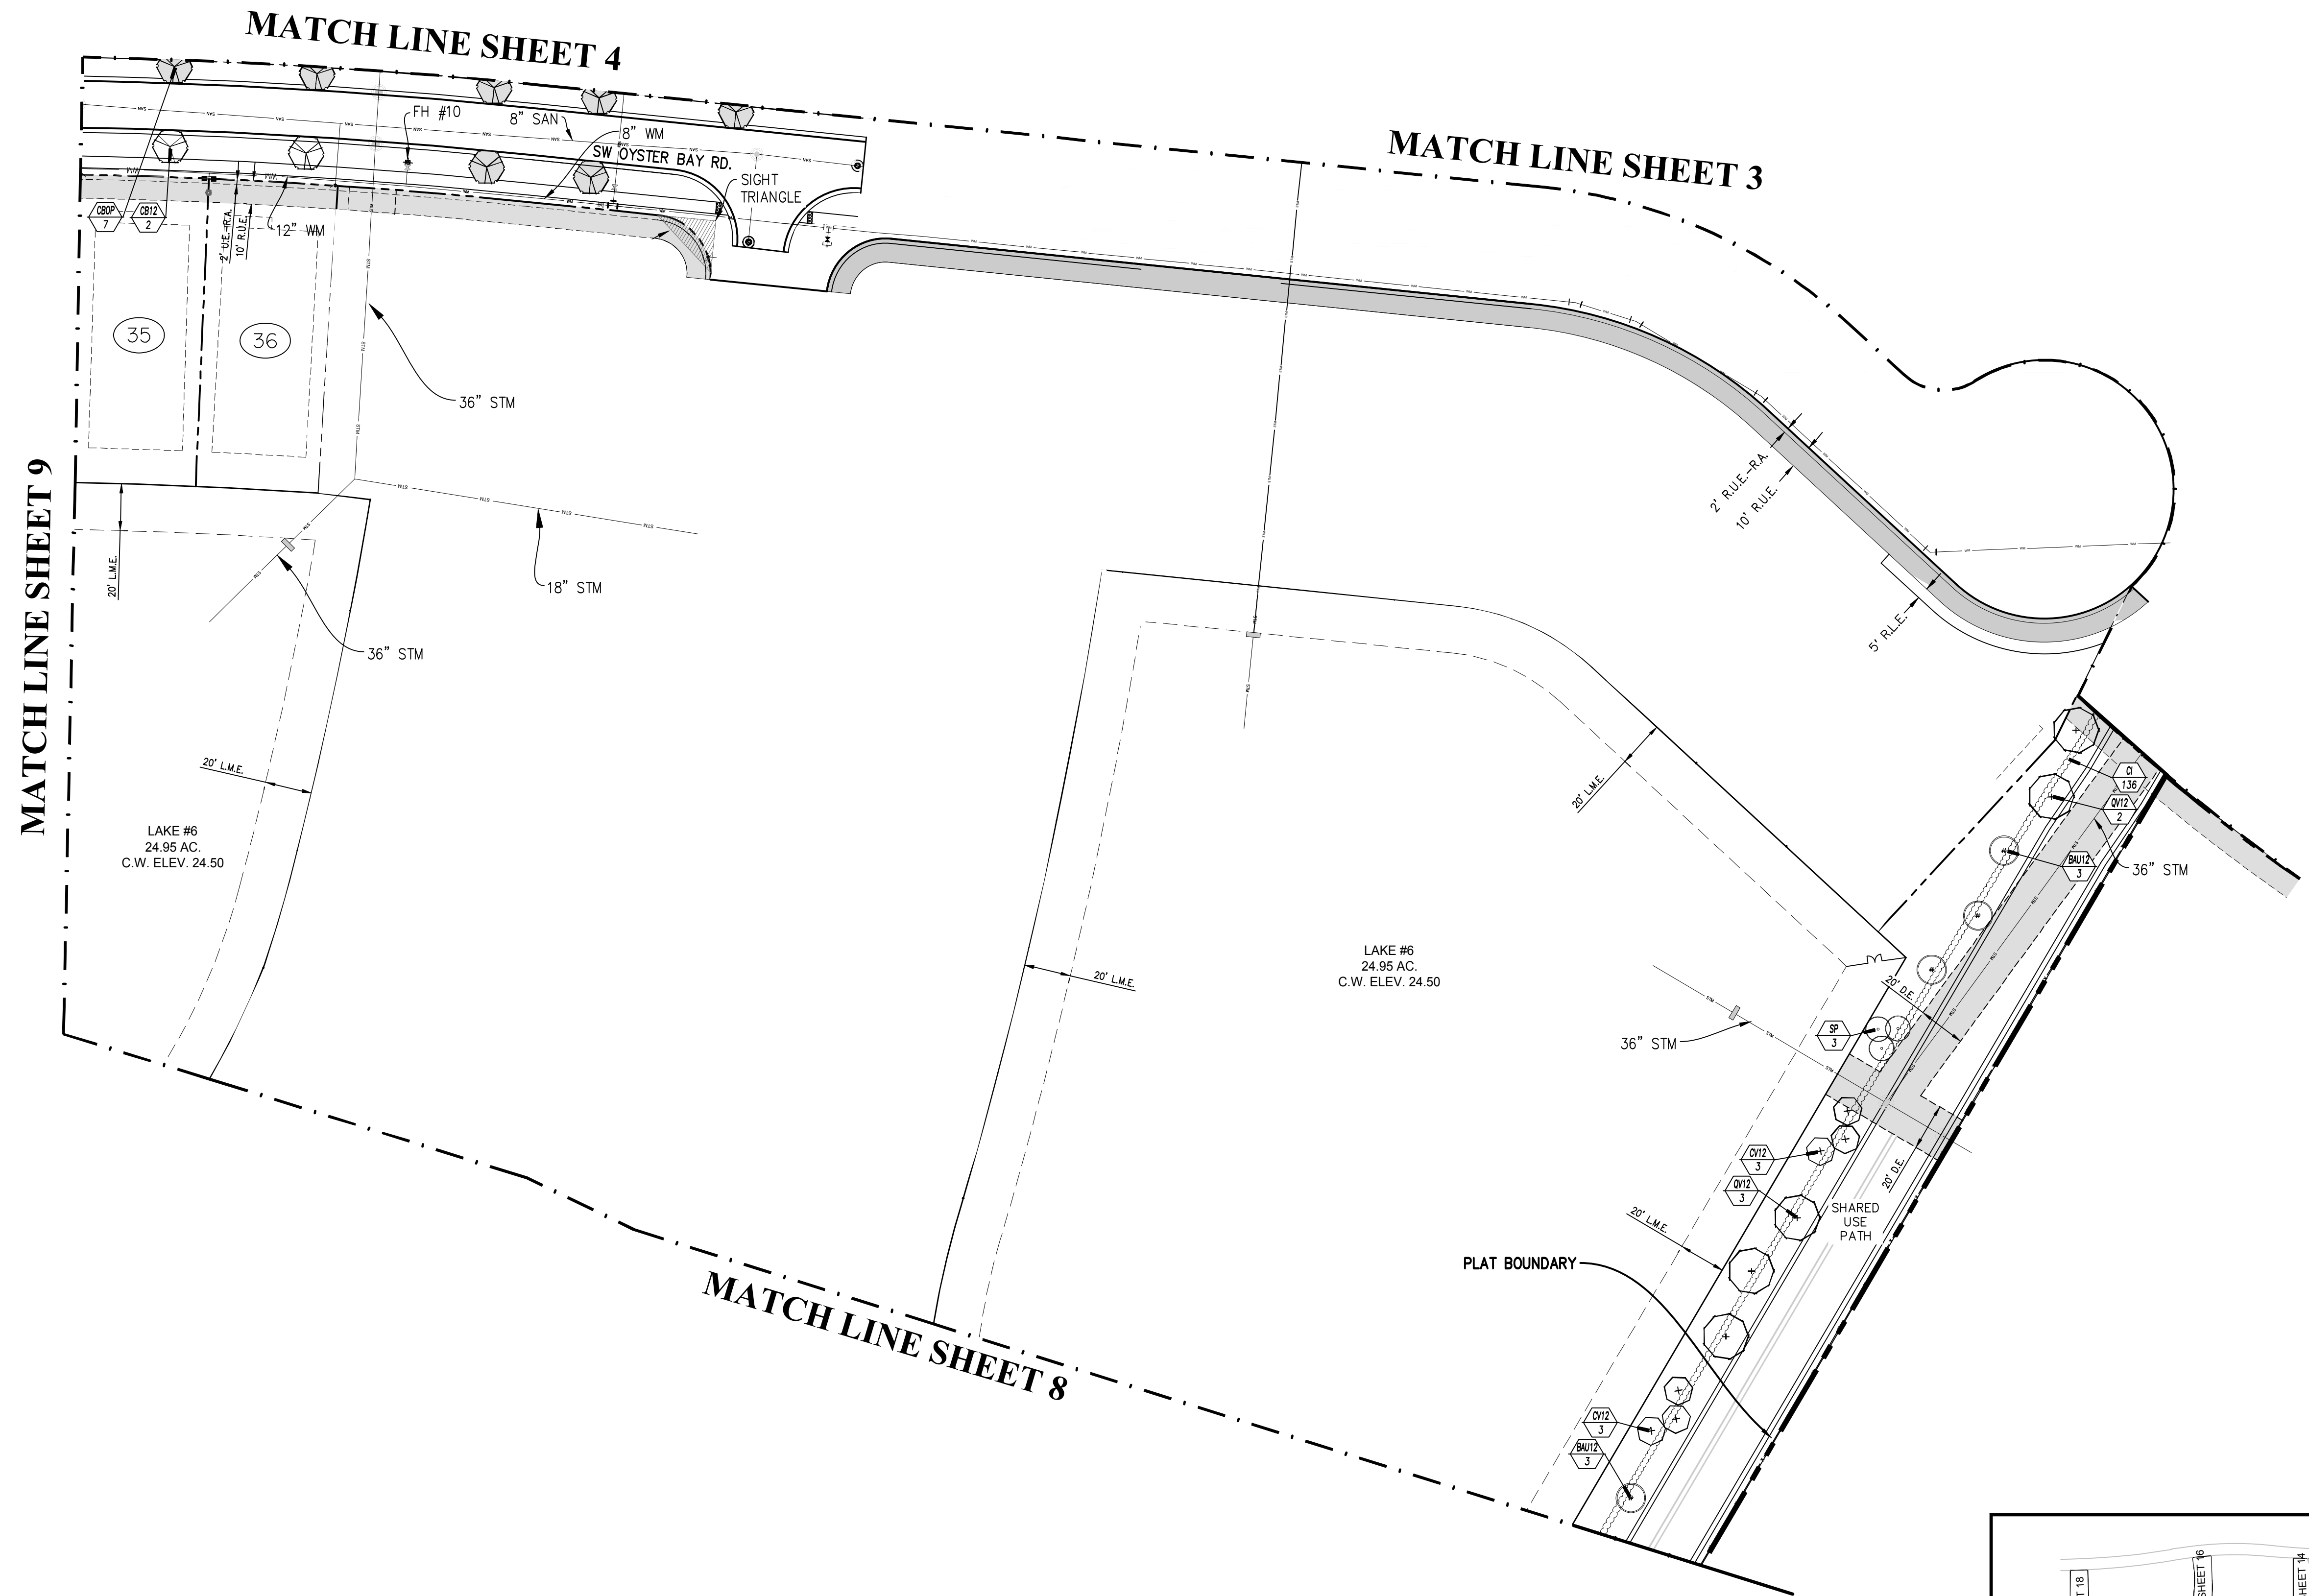 MATCH LINE SHEET 4
MATCH LINE SHEET 3
FH #10
8" SAN
8" WM
SW OYSTER BAY RD.
SIGHT
TRIANGLE
CBOP
7
CB12
2
2' U.E.-R.A.
10' R.U.E.
12" WM
35
36
36" STM
18" STM
36" STM
MATCH LINE SHEET 9
20' L.M.E.
20' L.M.E.
LAKE #6
24.95 AC.
C.W. ELEV. 24.50
2' R.U.E.-R.A.
10' R.U.E.
5' R.L.E.
20' L.M.E.
CI
136
QV12
2
BAU12
3
36" STM
20' L.M.E.
LAKE #6
24.95 AC.
C.W. ELEV. 24.50
20' D.E.
SP
3
36" STM
CV12
3
QV12
3
20' D.E.
SHARED
USE
PATH
20' L.M.E.
PLAT BOUNDARY
MATCH LINE SHEET 8
CV12
3
BAU12
3
T 18
SHEET 16
HEET 14